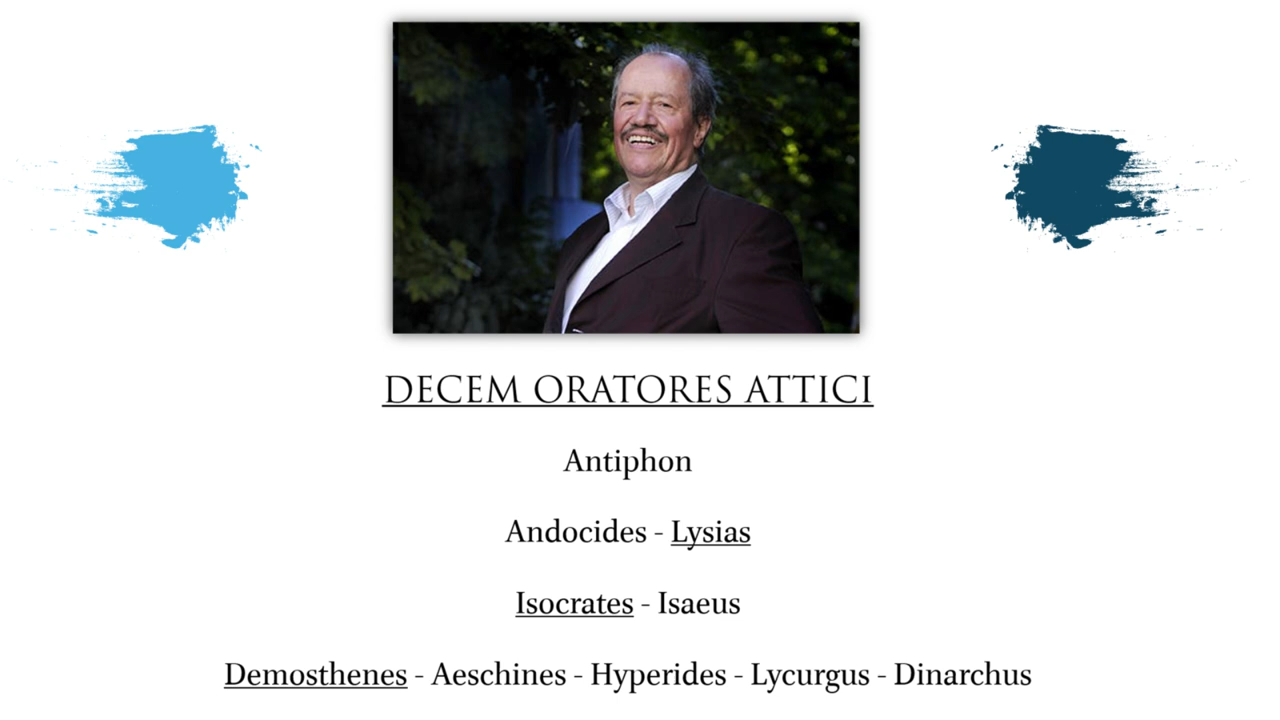 DECEM ORATORES ATTICI
Antiphon
Andocides - Lysias
Isocrates - Isaeus
Demosthenes - Aeschines - Hyperides - Lycurgus - Dinarchus